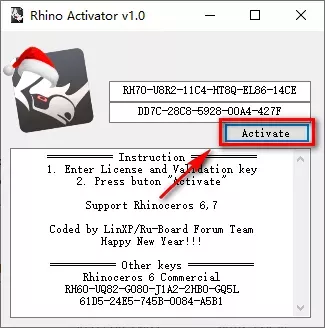 Rhino Activator v1.0
RH70-U8R2-11C4-HT8Q-EL86-14CE
DD7C-28C8-5928-00A4-427F
Activate
Instruction
1. Enter License and Validation key
2. Press buton "Activate"
Support Rhinoceros 6,7
Coded by LinXP/Ru-Board Forum Team
Happy New Year!!!
Other keys
Rhinoceros 6 Commercial
RH60-UQ82-G080-J1A2-2HB0-GQ5L
61D5-24E5-745B-0084-A5B1